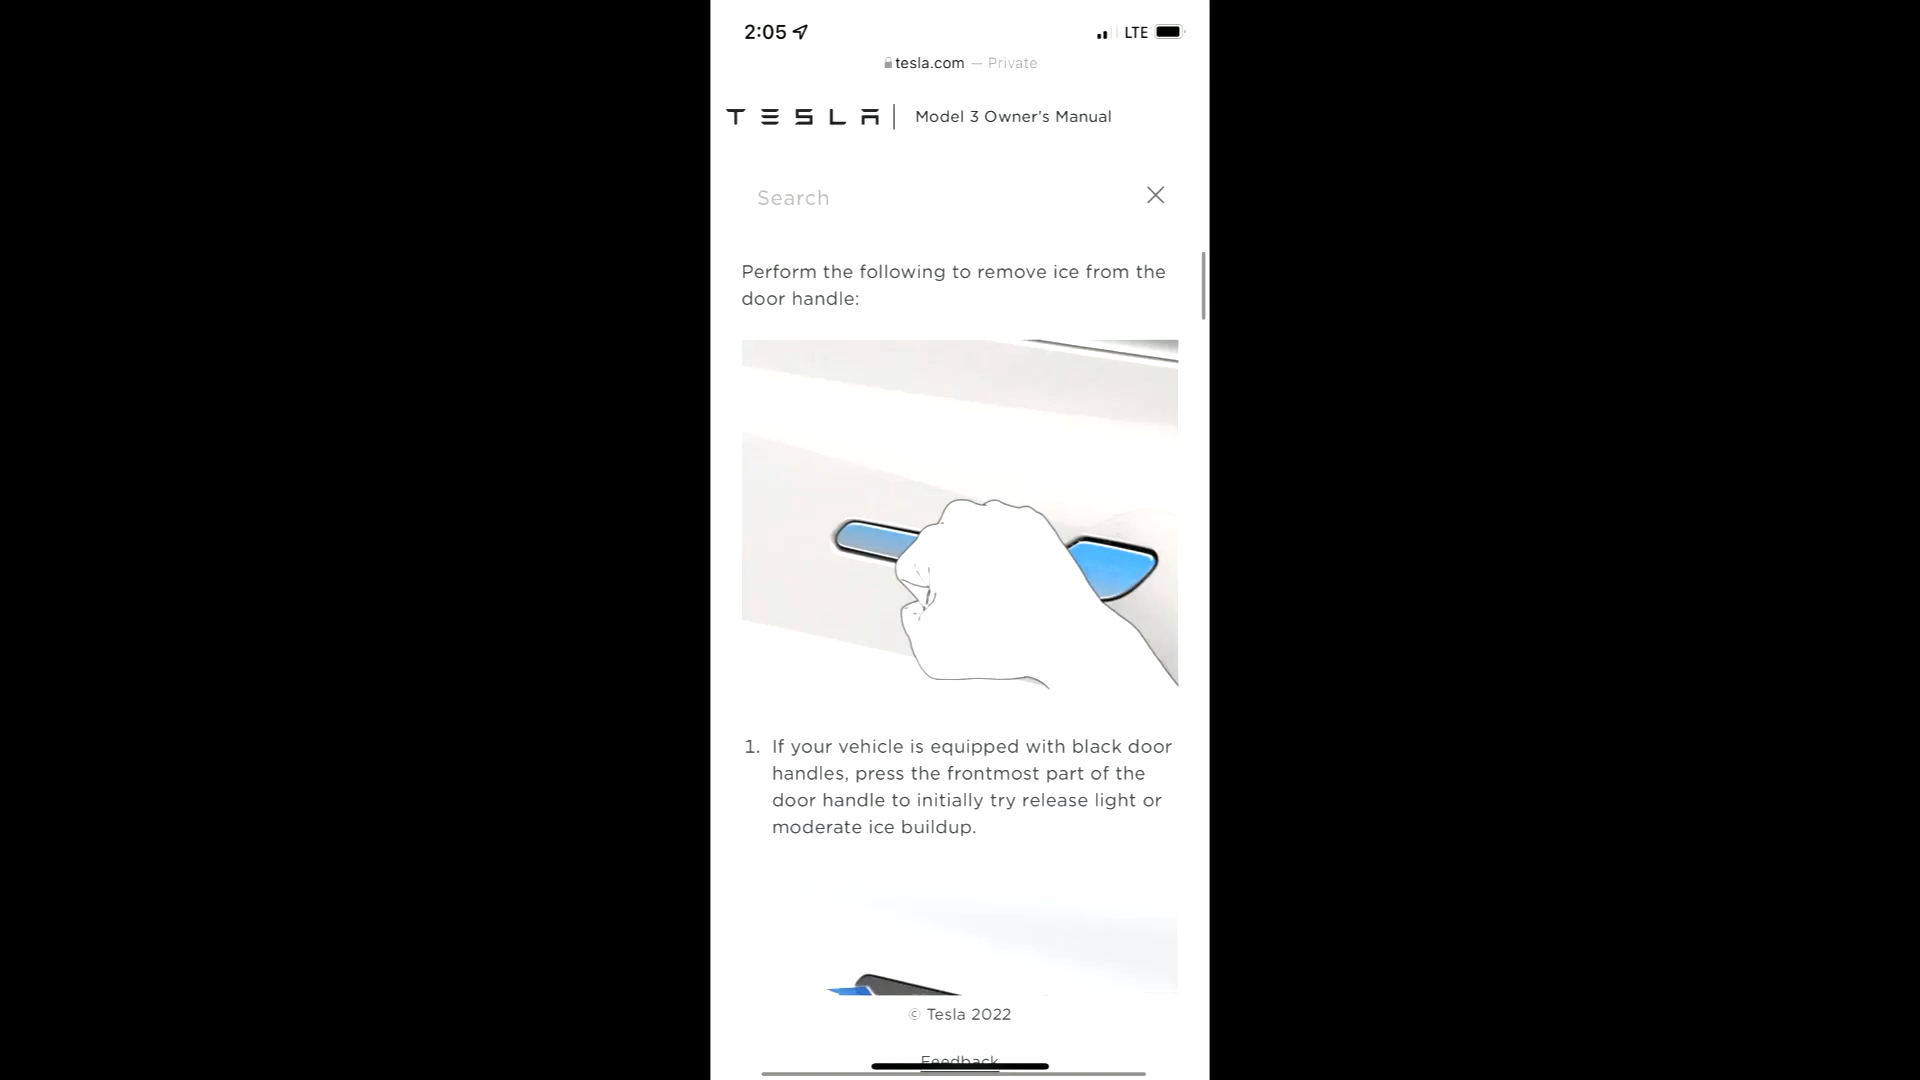 2:05 LTE
tesla.com — Private
TESLA | Model 3 Owner's Manual
Search
Perform the following to remove ice from the
door handle:
1. If your vehicle is equipped with black door
handles, press the frontmost part of the
door handle to initially try release light or
moderate ice buildup.
© Tesla 2022
Feedback